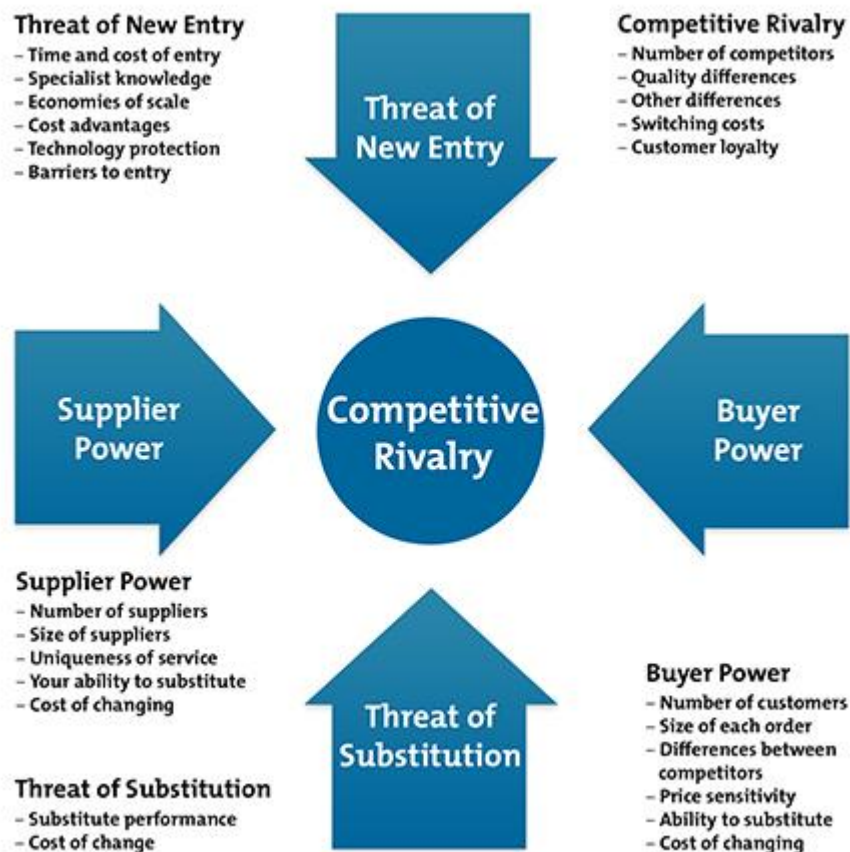 Threat of New Entry
– Time and cost of entry
– Specialist knowledge
– Economies of scale
– Cost advantages
– Technology protection
– Barriers to entry
Threat of
New Entry
Competitive Rivalry
– Number of competitors
– Quality differences
– Other differences
– Switching costs
– Customer loyalty
Supplier
Power
Competitive
Rivalry
Buyer
Power
Supplier Power
– Number of suppliers
– Size of suppliers
– Uniqueness of service
– Your ability to substitute
– Cost of changing
Threat of
Substitution
Buyer Power
– Number of customers
– Size of each order
– Differences between
competitors
– Price sensitivity
– Ability to substitute
– Cost of changing
Threat of Substitution
– Substitute performance
– Cost of change